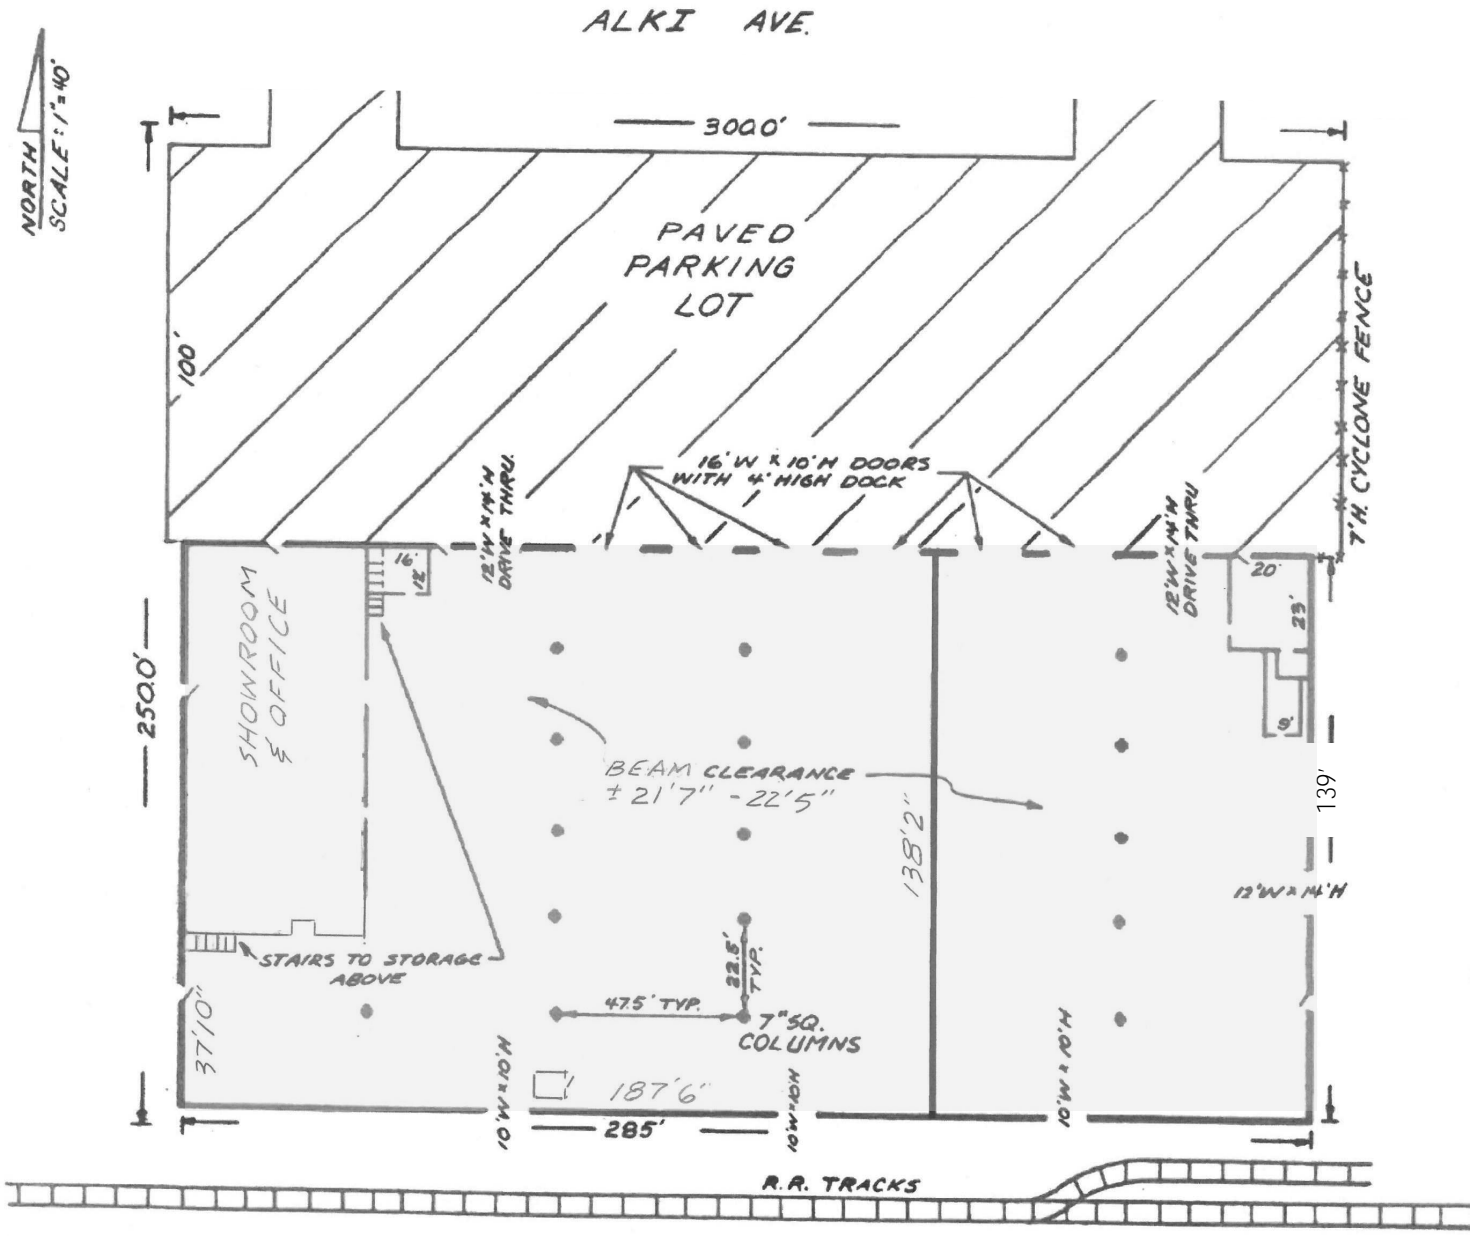 ALKI AVE.
NORTH
SCALE: 1"=40'
300.0'
PAVED
PARKING
LOT
100'
7' H. CYCLONE FENCE
16' W x 10' H DOORS
WITH 4' HIGH DOCK
12' W x 14' H
DRIVE THRU.
12' W x 14' H
DRIVE THRU
16'
12'
20'
23'
9'
SHOWROOM
& OFFICE
250.0'
BEAM CLEARANCE
± 21'7" - 22'5"
138'2"
139'
12' W x 14' H
STAIRS TO STORAGE
ABOVE
22.5'
TYP.
47.5' TYP.
7" SQ.
COLUMNS
37'10"
10' W x 10' H
187'6"
10' W x 10 H
10' W x 10' H
285'
R.R. TRACKS